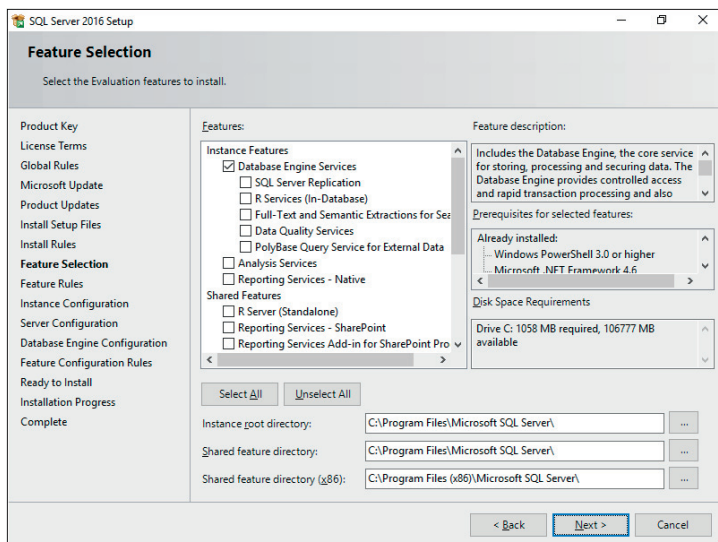 SQL Server 2016 Setup
Feature Selection
Select the Evaluation features to install.
Product Key
License Terms
Global Rules
Microsoft Update
Product Updates
Install Setup Files
Install Rules
Feature Selection
Feature Rules
Instance Configuration
Server Configuration
Database Engine Configuration
Feature Configuration Rules
Ready to Install
Installation Progress
Complete
Features:
Instance Features
Database Engine Services
SQL Server Replication
R Services (In-Database)
Full-Text and Semantic Extractions for Sea
Data Quality Services
PolyBase Query Service for External Data
Analysis Services
Reporting Services - Native
Shared Features
R Server (Standalone)
Reporting Services - SharePoint
Reporting Services Add-in for SharePoint Pro
Feature description:
Includes the Database Engine, the core service
for storing, processing and securing data. The
Database Engine provides controlled access
and rapid transaction processing and also
Prerequisites for selected features:
Already installed:
Windows PowerShell 3.0 or higher
Microsoft .NET Framework 4.6
Disk Space Requirements
Drive C: 1058 MB required, 106777 MB
available
Select All
Unselect All
Instance root directory:
C:\Program Files\Microsoft SQL Server\
...
Shared feature directory:
C:\Program Files\Microsoft SQL Server\
...
Shared feature directory (x86):
C:\Program Files (x86)\Microsoft SQL Server\
...
< Back
Next >
Cancel